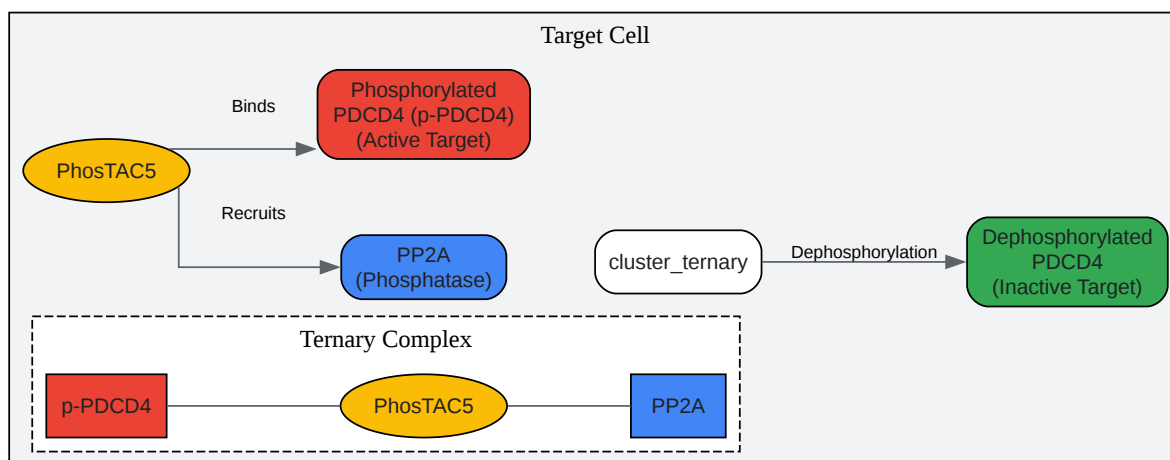 Target Cell
Binds
Phosphorylated
PDCD4 (p-PDCD4)
(Active Target)
PhosTAC5
Recruits
PP2A
(Phosphatase)
cluster_ternary
Dephosphorylation
Dephosphorylated
PDCD4
(Inactive Target)
Ternary Complex
p-PDCD4
PhosTAC5
PP2A